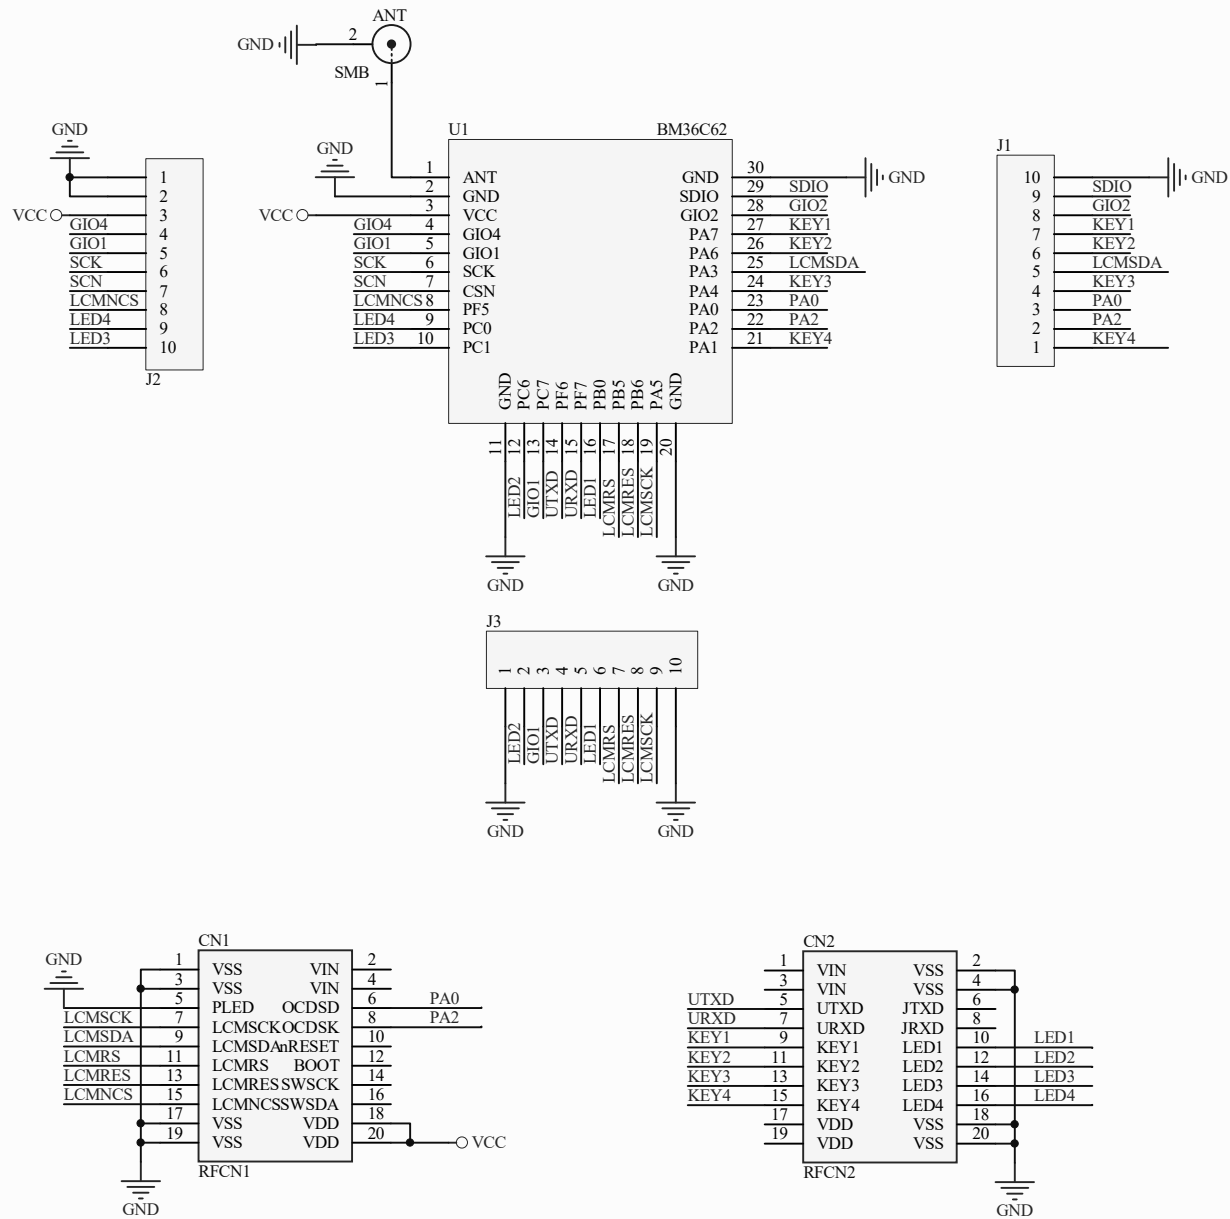 ANT
GND 2
SMB 1
U1 BM36C62
J1
GND
1
2
VCC 3
GIO4 4
GIO1 5
SCK 6
SCN 7
LCMNCS 8
LED4 9
LED3 10
J2
GND
VCC
1 ANT GND 30 GND
2 GND SDIO 29 SDIO
3 VCC GIO2 28 GIO2
GIO4 4 GIO4 PA7 27 KEY1
GIO1 5 GIO1 PA6 26 KEY2
SCK 6 SCK PA3 25 LCMSDA
SCN 7 CSN PA4 24 KEY3
LCMNCS 8 PF5 PA0 23 PA0
LED4 9 PC0 PA2 22 PA2
LED3 10 PC1 PA1 21 KEY4
GND PC6 PC7 PF6 PF7 PB0 PB5 PB6 PA5 GND
11 12 13 14 15 16 17 18 19 20
LED2 GIO1 UTXD URXD LED1 LCMRS LCMRES LCMSCK
GND GND
10 GND
9 SDIO
8 GIO2
7 KEY1
6 KEY2
5 LCMSDA
4 KEY3
3 PA0
2 PA2
1 KEY4
J3
1 2 3 4 5 6 7 8 9 10
LED2 GIO1 UTXD URXD LED1 LCMRS LCMRES LCMSCK
GND GND
CN1
GND
1 VSS VIN 2
3 VSS VIN 4
5 PLED OCDSD 6 PA0
LCMSCK 7 LCMSCK OCDSK 8 PA2
LCMSDA 9 LCMSDA nRESET 10
LCMRS 11 LCMRS BOOT 12
LCMRES 13 LCMRES SWSCK 14
LCMNCS 15 LCMNCS SWSDA 16
17 VSS VDD 18
19 VSS VDD 20 VCC
RFCN1
GND
CN2
1 VIN VSS 2
3 VIN VSS 4
UTXD 5 UTXD JTXD 6
URXD 7 URXD JRXD 8
KEY1 9 KEY1 LED1 10 LED1
KEY2 11 KEY2 LED2 12 LED2
KEY3 13 KEY3 LED3 14 LED3
KEY4 15 KEY4 LED4 16 LED4
17 VDD VSS 18
19 VDD VSS 20
RFCN2
GND